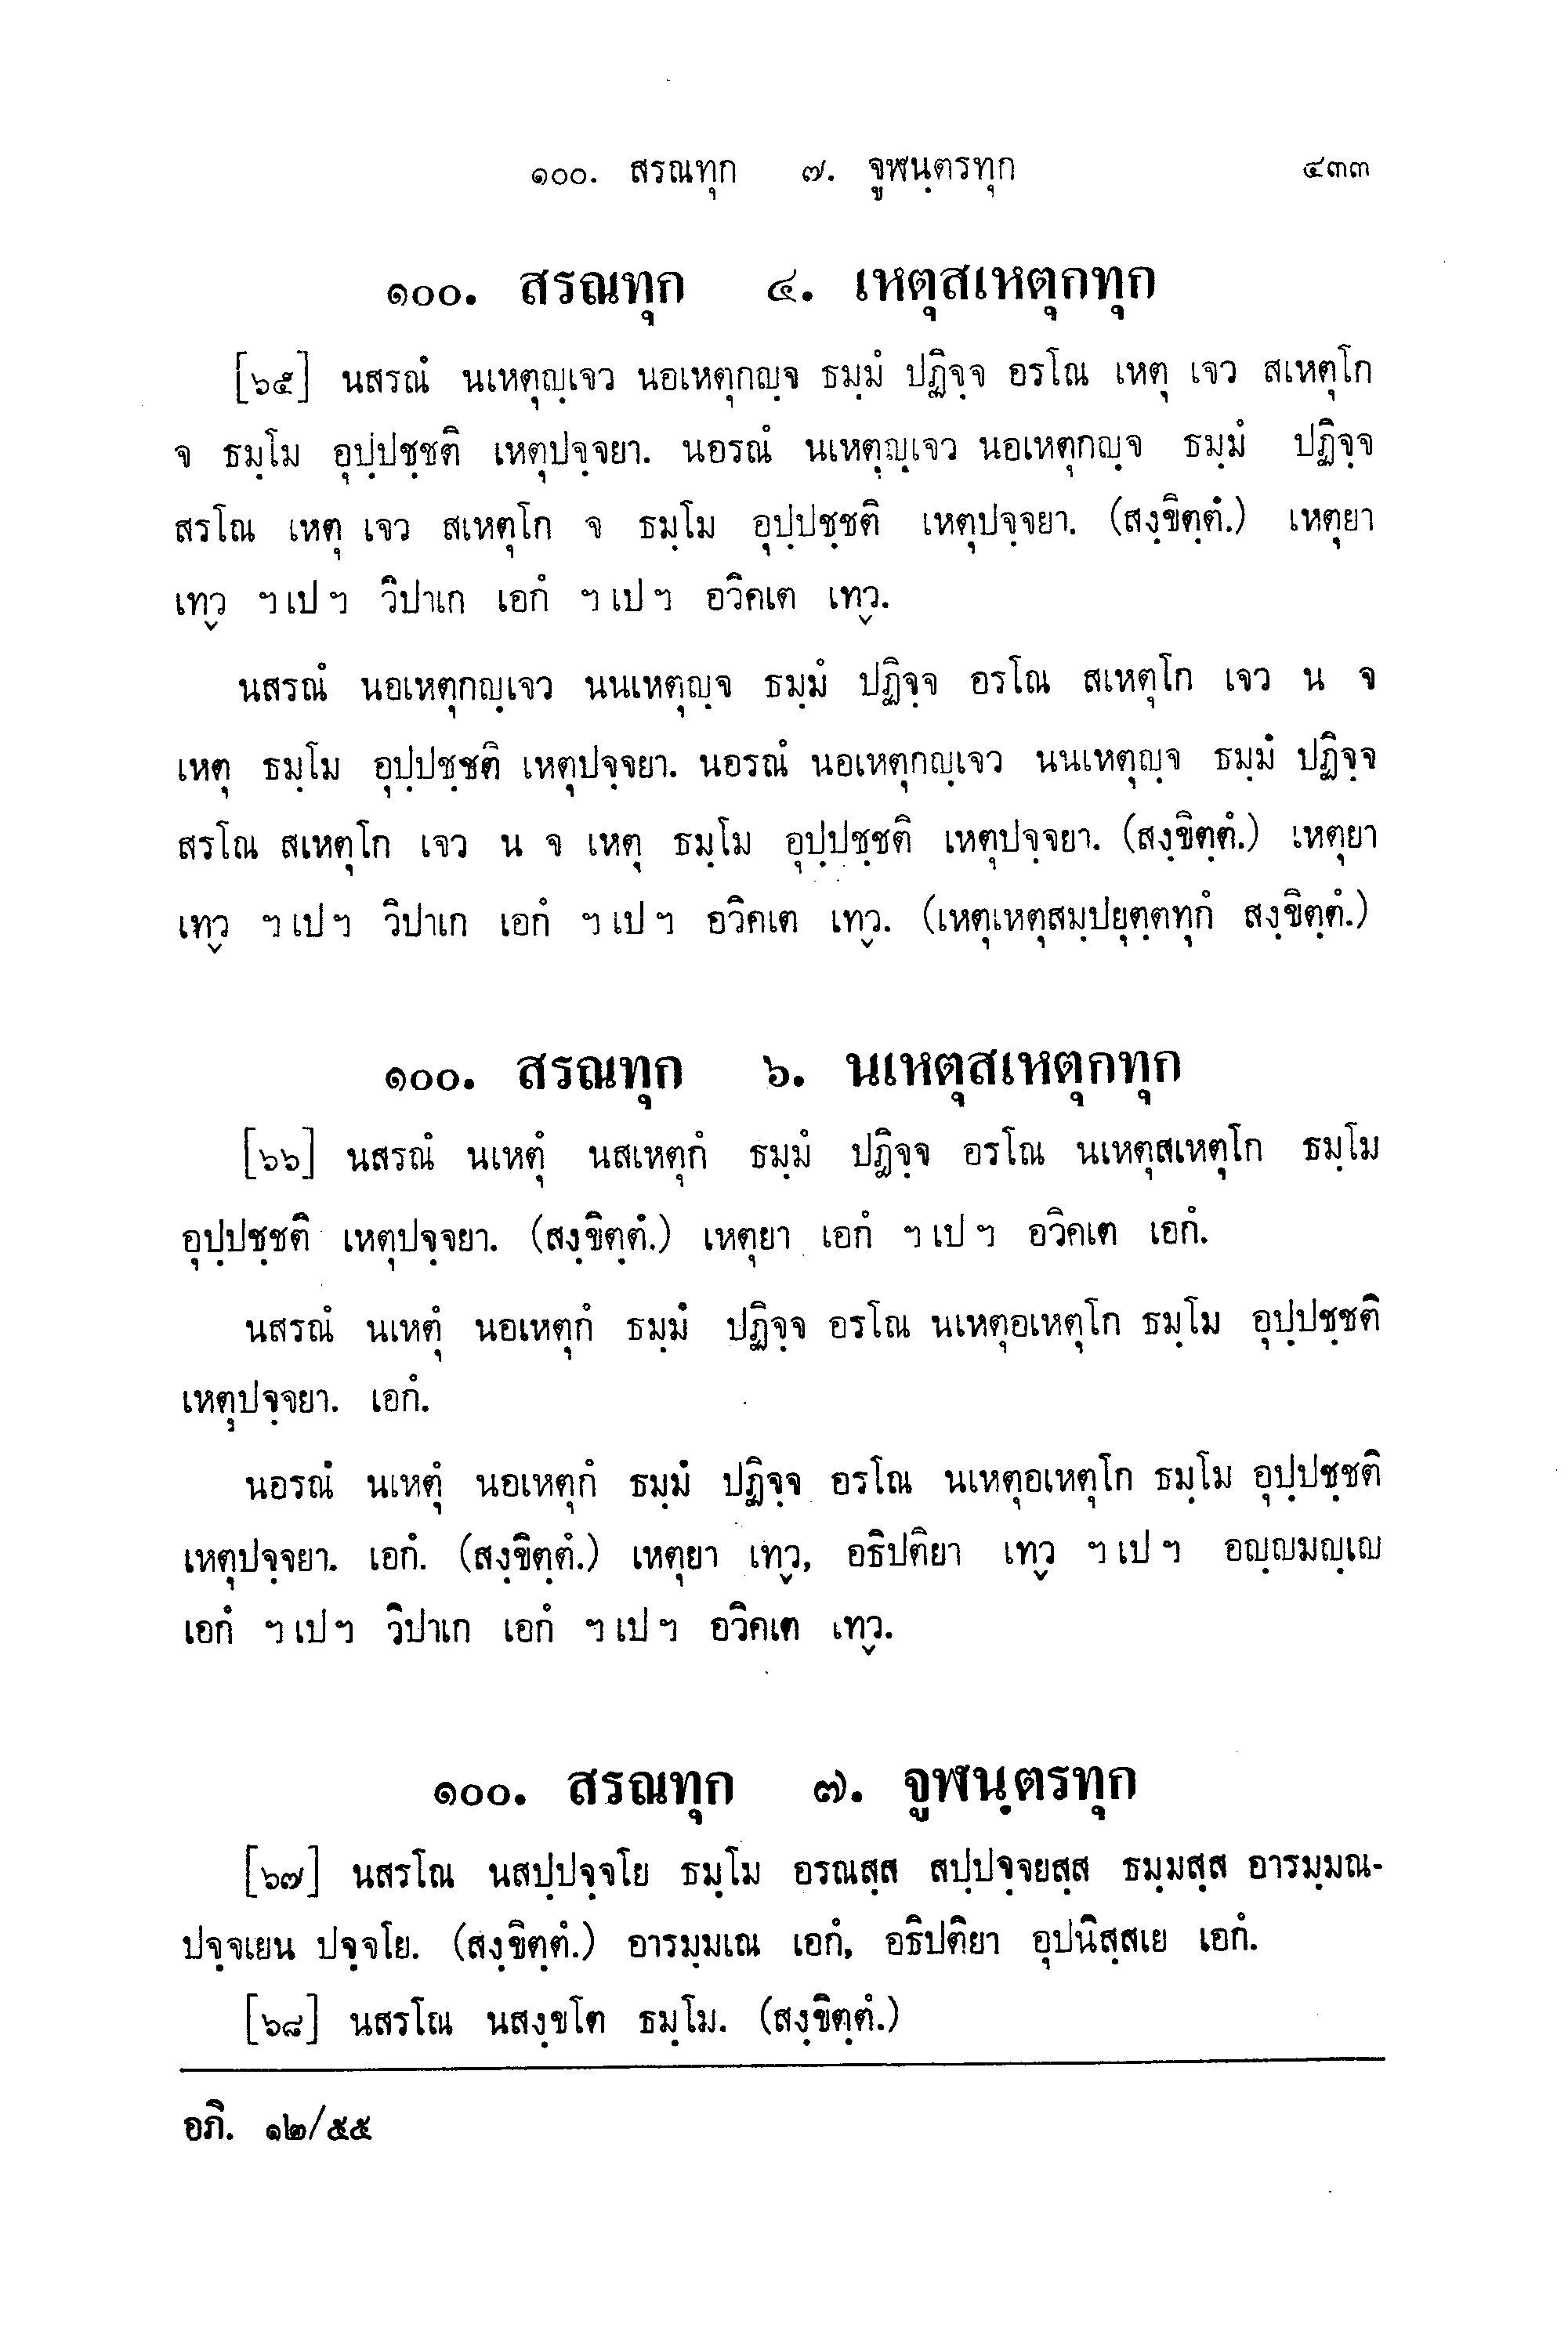 ๑๐๐. สรณทุก ๗. จูฬนฺตรทุก ๔๓๓
๑๐๐. สรณทุก ๔. เหตุสเหตุกทุก
[๖๕] นสรณํ นเหตุญฺเจว นอเหตุกญฺจ ธมฺมํ ปฏิจฺจ อรโณ เหตุ เจว สเหตุโก
จ ธมฺโม อุปฺปชฺชติ เหตุปจฺจยา. นอรณํ นเหตุญฺเจว นอเหตุกญฺจ ธมฺมํ ปฏิจฺจ
สรโณ เหตุ เจว สเหตุโก จ ธมฺโม อุปฺปชฺชติ เหตุปจฺจยา. (สงฺขิตฺตํ.) เหตุยา
เทฺว ฯเปฯ วิปาเก เอกํ ฯเปฯ อวิคเต เทฺว.
นสรณํ นอเหตุกญฺเจว นนเหตุญฺจ ธมฺมํ ปฏิจฺจ อรโณ สเหตุโก เจว น จ
เหตุ ธมฺโม อุปฺปชฺชติ เหตุปจฺจยา. นอรณํ นอเหตุกญฺเจว นนเหตุญฺจ ธมฺมํ ปฏิจฺจ
สรโณ สเหตุโก เจว น จ เหตุ ธมฺโม อุปฺปชฺชติ เหตุปจฺจยา. (สงฺขิตฺตํ.) เหตุยา
เทฺว ฯเปฯ วิปาเก เอกํ ฯเปฯ อวิคเต เทฺว. (เหตุเหตุสมฺปยุตฺตทุกํ สงฺขิตฺตํ.)
๑๐๐. สรณทุก ๖. นเหตุสเหตุกทุก
[๖๖] นสรณํ นเหตุํ นสเหตุกํ ธมฺมํ ปฏิจฺจ อรโณ นเหตุสเหตุโก ธมฺโม
อุปฺปชฺชติ เหตุปจฺจยา. (สงฺขิตฺตํ.) เหตุยา เอกํ ฯเปฯ อวิคเต เอกํ.
นสรณํ นเหตุํ นอเหตุกํ ธมฺมํ ปฏิจฺจ อรโณ นเหตุอเหตุโก ธมฺโม อุปฺปชฺชติ
เหตุปจฺจยา. เอกํ.
นอรณํ นเหตุํ นอเหตุกํ ธมฺมํ ปฏิจฺจ อรโณ นเหตุอเหตุโก ธมฺโม อุปฺปชฺชติ
เหตุปจฺจยา. เอกํ. (สงฺขิตฺตํ.) เหตุยา เทฺว, อธิปติยา เทฺว ฯเปฯ อญฺญมญฺเญ
เอกํ ฯเปฯ วิปาเก เอกํ ฯเปฯ อวิคเต เทฺว.
๑๐๐. สรณทุก ๗. จูฬนฺตรทุก
[๖๗] นสรโณ นสปฺปจฺจโย ธมฺโม อรณสฺส สปฺปจฺจยสฺส ธมฺมสฺส อารมฺมณ-
ปจฺจเยน ปจฺจโย. (สงฺขิตฺตํ.) อารมฺมเณ เอกํ, อธิปติยา อุปนิสฺสเย เอกํ.
[๖๘] นสรโณ นสงฺขโต ธมฺโม. (สงฺขิตฺตํ.)
อภิ. ๑๒/๕๕